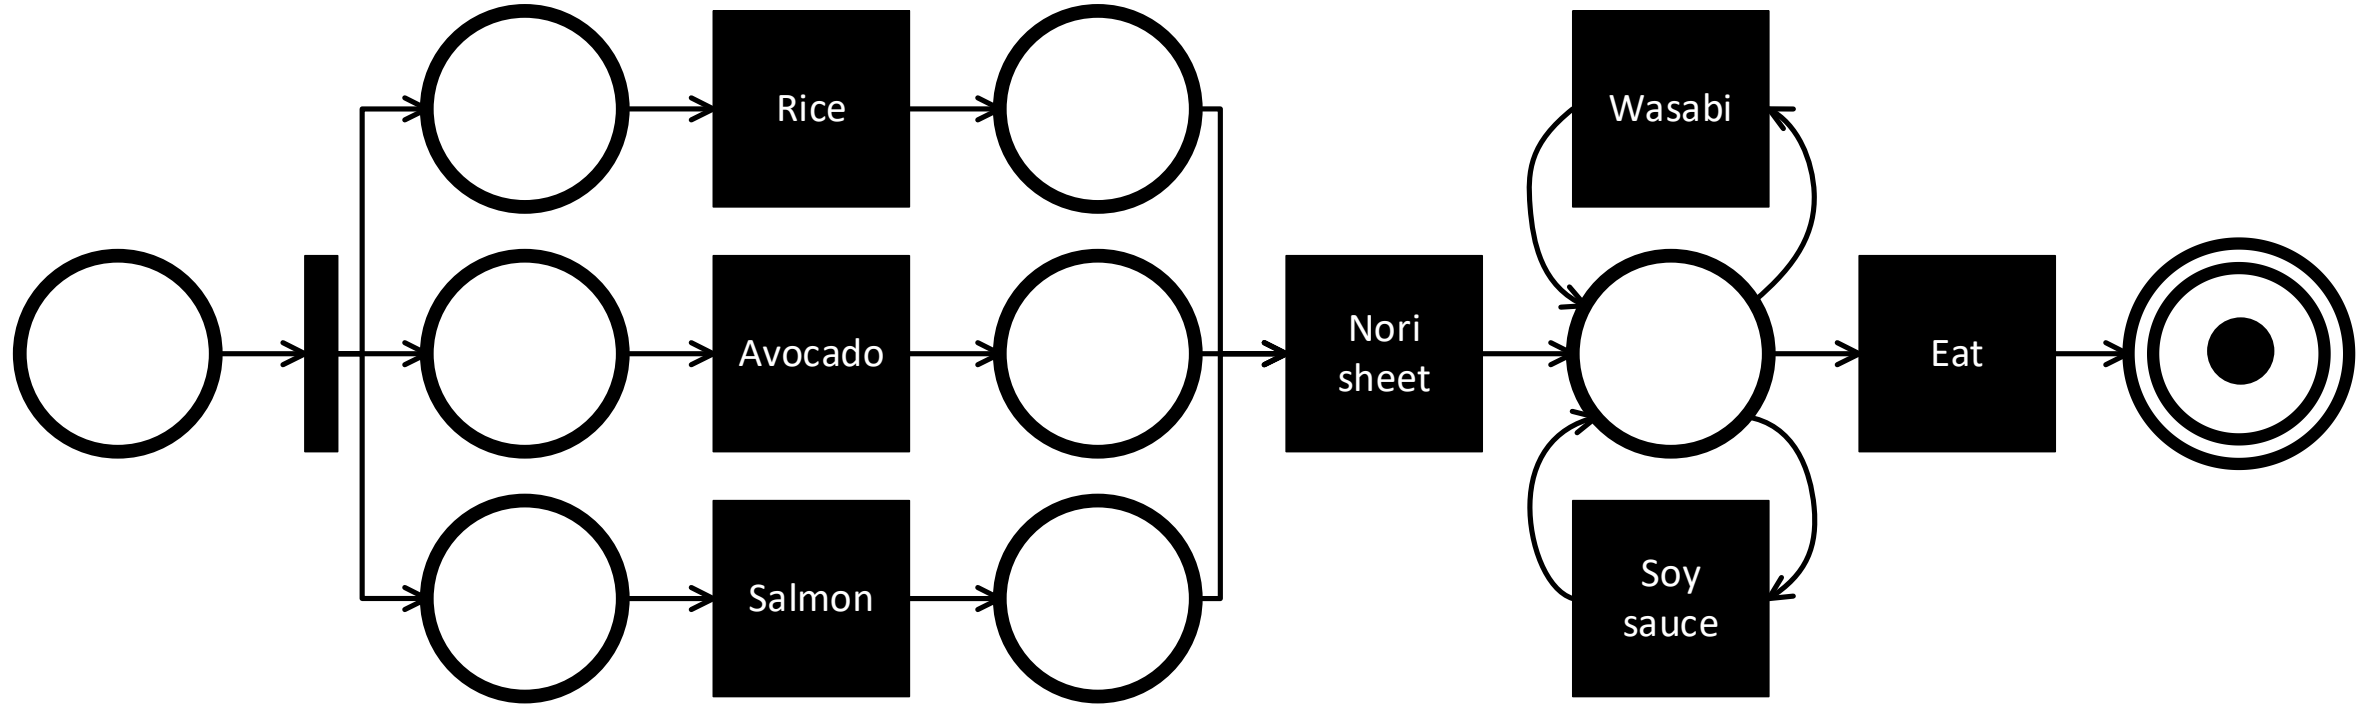 Rice
Wasabi
Avocado
Nori
sheet
Eat
Salmon
Soy
sauce